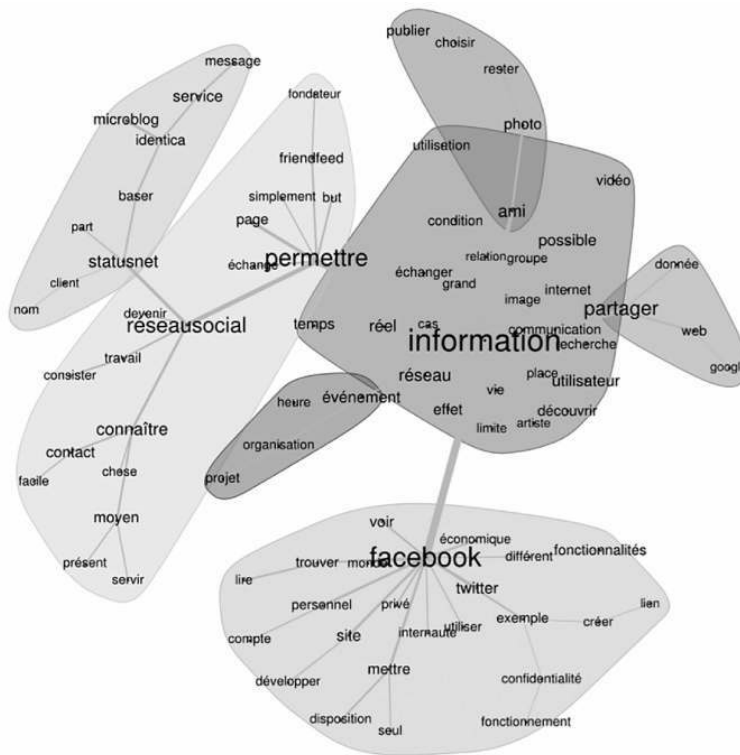 publier
choisir
rester
photo
utilisation
vidéo
message
service
microblog
identica
baser
part
statusnet
client
nom
fondateur
friendfeed
simplement
but
page
permettre
échange
devenir
réseausocial
travail
consister
connaître
contact
chose
facile
moyen
présent
servir
condition
ami
possible
relation
groupe
échanger
grand
internet
image
temps
réel
cas
communication
information
recherche
réseau
place
utilisateur
vie
effet
découvrir
limite
artiste
donnée
partager
web
heure
événement
organisation
projet
voir
économique
facebook
différent
fonctionnalités
trouver
lire
twitter
personnel
privé
lien
exemple
créer
compte
site
internaute
utiliser
mettre
développer
confidentialité
disposition
seul
fonctionnement